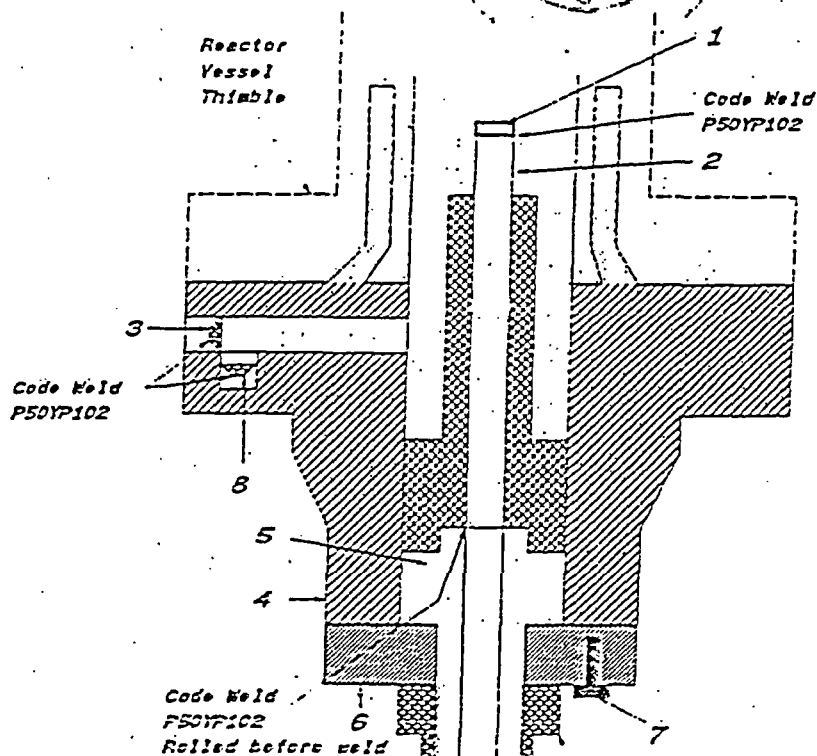 Reactor
Vessel
Thimble
1
Code Weld
P50YP102
2
3
Code Weld
P50YP102
8
5
4
Code Weld
P50YP102
Rolled before weld
6
7